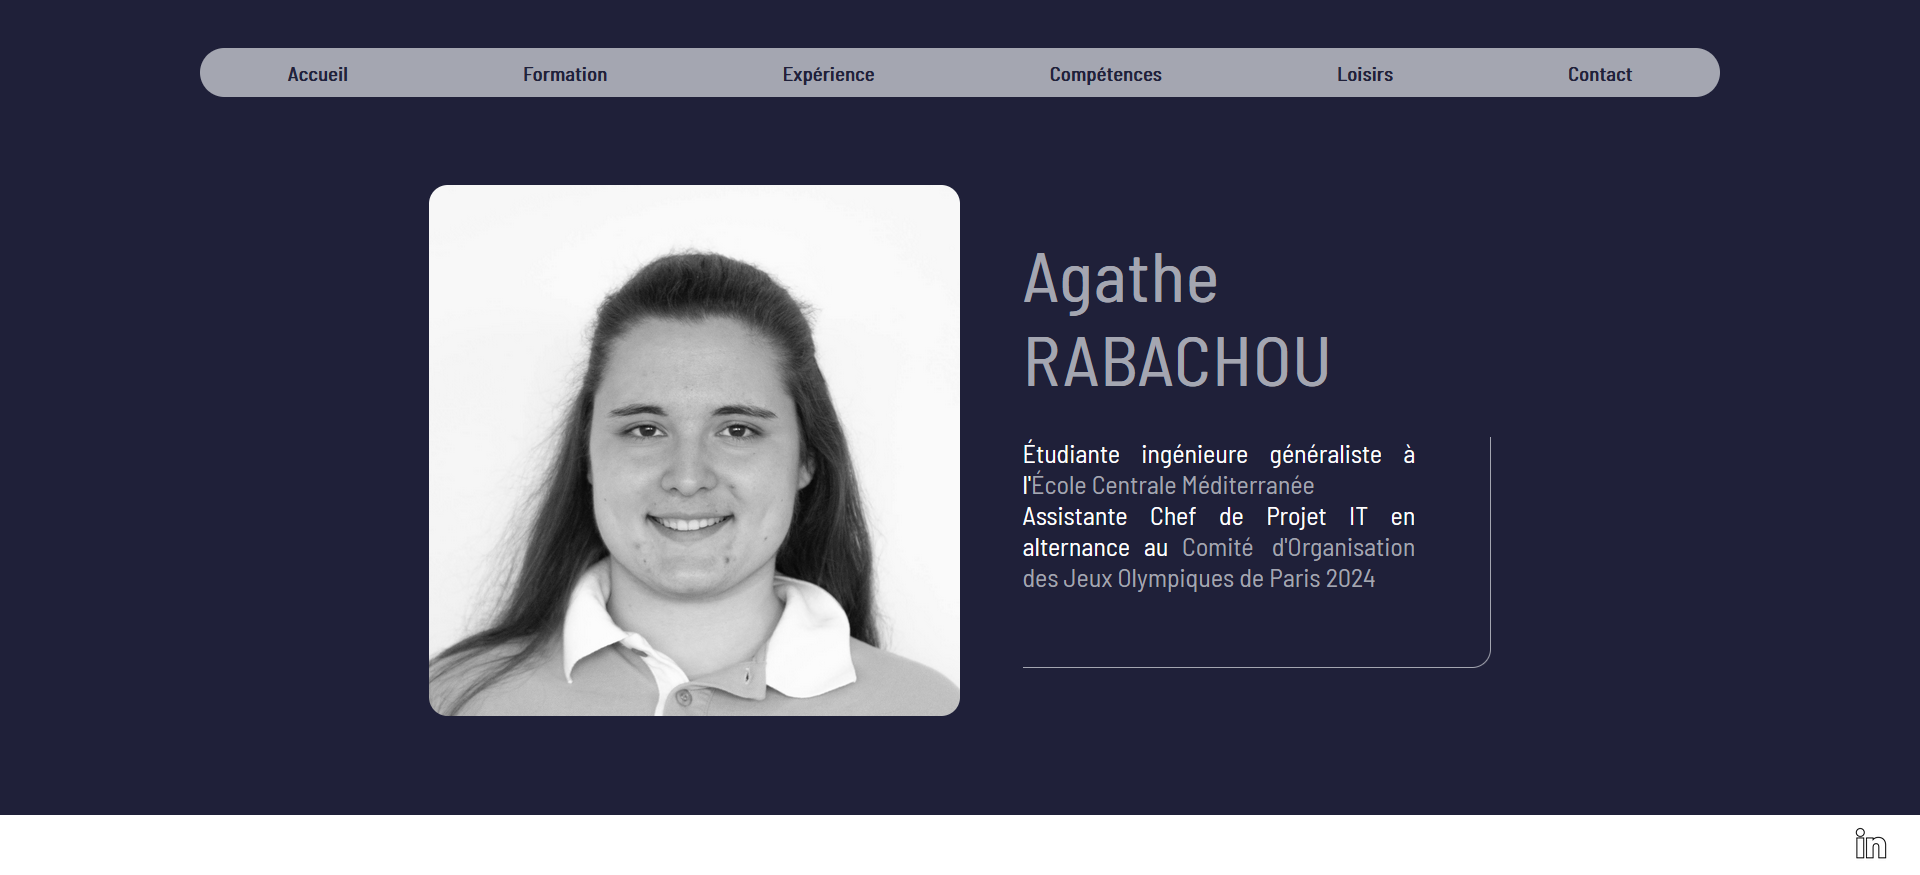 Accueil Formation Expérience Compétences Loisirs Contact
Agathe
RABACHOU
Étudiante ingénieure généraliste à
l'École Centrale Méditerranée
Assistante Chef de Projet IT en
alternance au Comité d'Organisation
des Jeux Olympiques de Paris 2024
in